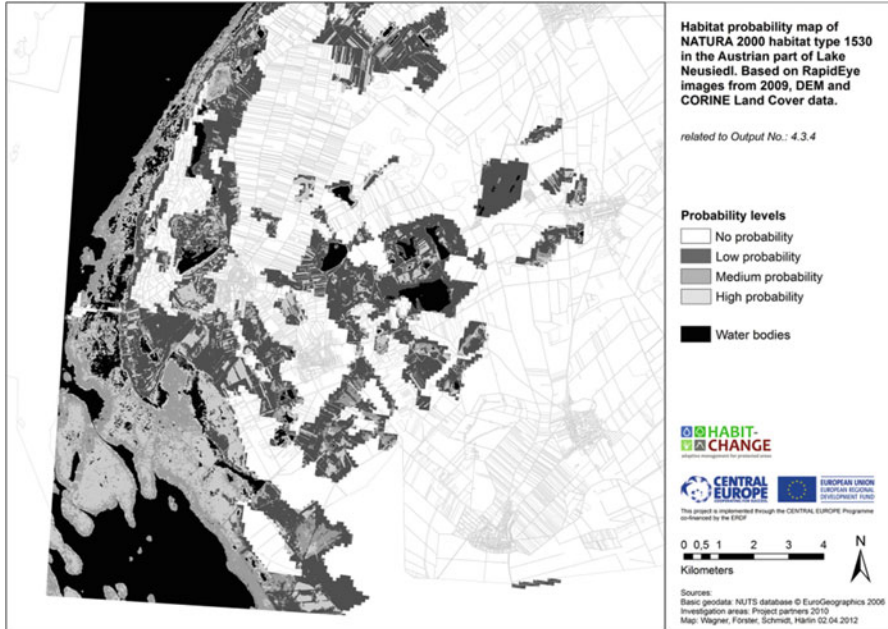 Habitat probability map of
NATURA 2000 habitat type 1530
in the Austrian part of Lake
Neusiedl. Based on RapidEye
images from 2009, DEM and
CORINE Land Cover data.
related to Output No.: 4.3.4
Probability levels
No probability
Low probability
Medium probability
High probability
Water bodies
HABIT-
CHANGE
adaptive management for protected areas
CENTRAL
EUROPE
COOPERATING FOR SUCCESS.
EUROPEAN UNION
EUROPEAN REGIONAL
DEVELOPMENT FUND
This project is implemented through the CENTRAL EUROPE Programme
co-financed by the ERDF
0 0,5 1 2 3 4
Kilometers
N
Sources:
Basic geodata: NUTS database © EuroGeographics 2006
Investigation areas: Project partners 2010
Map: Wagner, Förster, Schmidt, Härlin 02.04.2012